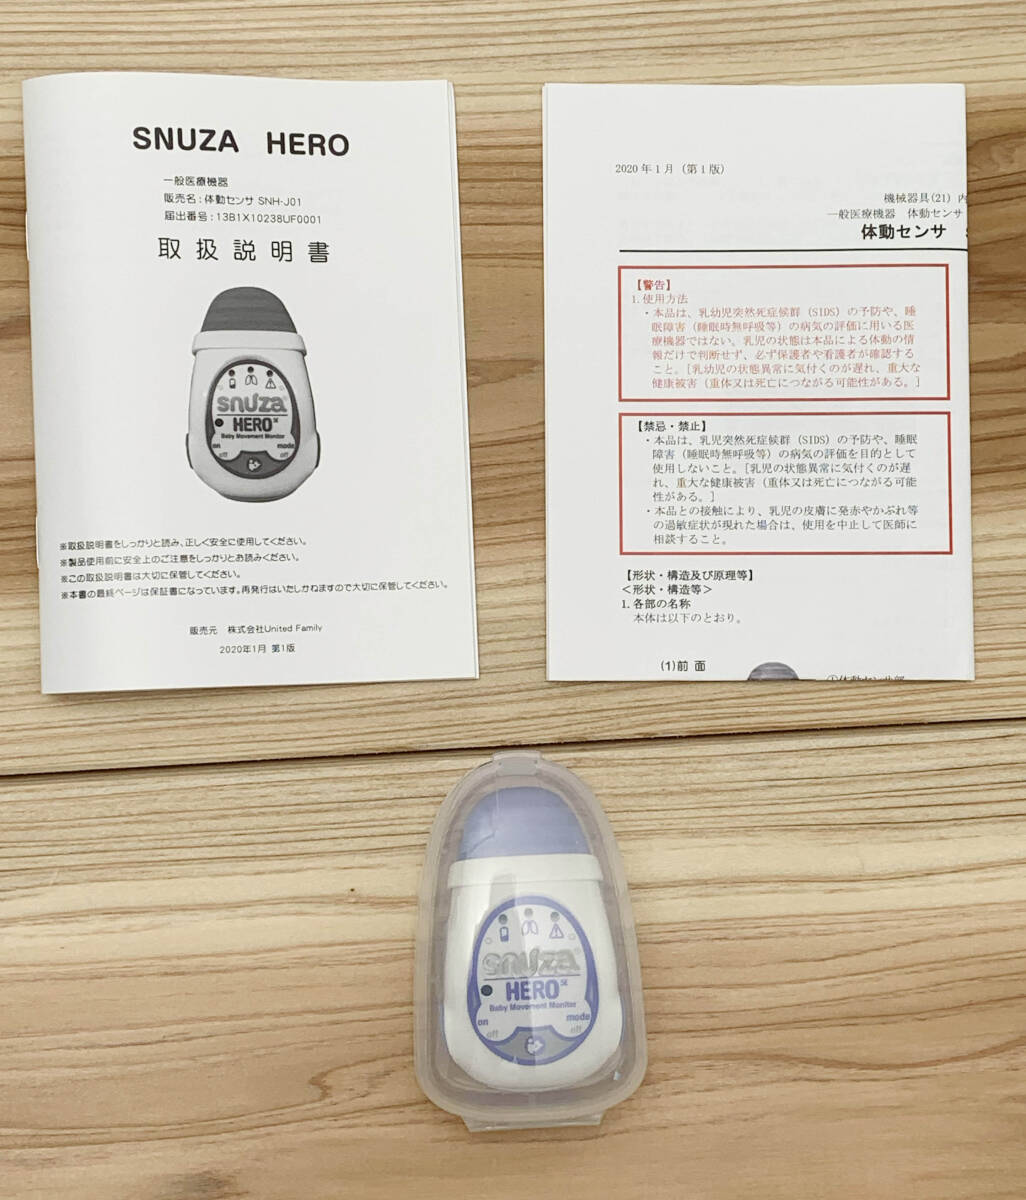 SNUZA HERO
一般医療機器
販売名：体動センサ SNH-J01
届出番号：13B1X10238UF0001
取扱説明書
snuza
HERO SE
Baby Movement Monitor
on
mode
off
off
※取扱説明書をしっかりと読み、正しく安全に使用してください。
※製品使用前に安全上のご注意をしっかりとお読みください。
※この取扱説明書は大切に保管してください。
※本書の最終ページは保証書になっています。再発行はいたしかねますので大切に保管してください。
販売元 株式会社United Family
2020年1月 第1版
2020 年 1 月（第 1 版）
機械器具(21) 内
一般医療機器 体動センサ
体動センサ
【警告】
1. 使用方法
・本品は、乳幼児突然死症候群（SIDS）の予防や、睡
眠障害（睡眠時無呼吸等）の病気の評価に用いる医
療機器ではない。乳児の状態は本品による体動の情
報だけで判断せず、必ず保護者や看護者が確認する
こと。[乳幼児の状態異常に気付くのが遅れ、重大な
健康被害（重体又は死亡につながる可能性がある。]
【禁忌・禁止】
・本品は、乳児突然死症候群（SIDS）の予防や、睡眠
障害（睡眠時無呼吸等）の病気の評価を目的として
使用しないこと。[乳児の状態異常に気付くのが遅
れ、重大な健康被害（重体又は死亡につながる可能
性がある。]
・本品との接触により、乳児の皮膚に発赤やかぶれ等
の過敏症状が現れた場合は、使用を中止して医師に
相談すること。
【形状・構造及び原理等】
＜形状・構造等＞
1. 各部の名称
本体は以下のとおり。
(1)前 面
①体動センサ部
snuza
HERO SE
Baby Movement Monitor
on
mode
off
off